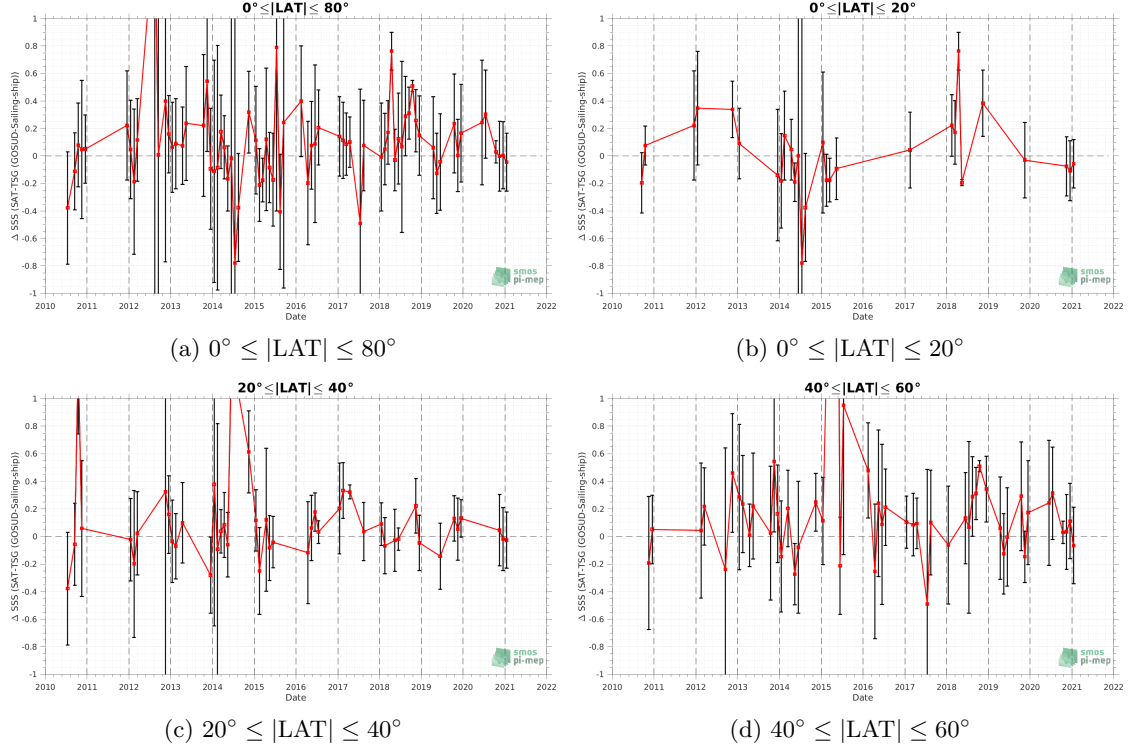 0°≤|LAT|≤ 80°
Δ SSS (SAT-TSG (GOSUD-Sailing-ship))
1
0.8
0.6
0.4
0.2
0
-0.2
-0.4
-0.6
-0.8
-1
2010 2011 2012 2013 2014 2015 2016 2017 2018 2019 2020 2021 2022
Date
smos
pi-mep
(a) 0° ≤ |LAT| ≤ 80°
0°≤|LAT|≤ 20°
Δ SSS (SAT-TSG (GOSUD-Sailing-ship))
1
0.8
0.6
0.4
0.2
0
-0.2
-0.4
-0.6
-0.8
-1
2010 2011 2012 2013 2014 2015 2016 2017 2018 2019 2020 2021 2022
Date
smos
pi-mep
(b) 0° ≤ |LAT| ≤ 20°
20°≤|LAT|≤ 40°
Δ SSS (SAT-TSG (GOSUD-Sailing-ship))
1
0.8
0.6
0.4
0.2
0
-0.2
-0.4
-0.6
-0.8
-1
2010 2011 2012 2013 2014 2015 2016 2017 2018 2019 2020 2021 2022
Date
smos
pi-mep
(c) 20° ≤ |LAT| ≤ 40°
40°≤|LAT|≤ 60°
Δ SSS (SAT-TSG (GOSUD-Sailing-ship))
1
0.8
0.6
0.4
0.2
0
-0.2
-0.4
-0.6
-0.8
-1
2010 2011 2012 2013 2014 2015 2016 2017 2018 2019 2020 2021 2022
Date
smos
pi-mep
(d) 40° ≤ |LAT| ≤ 60°